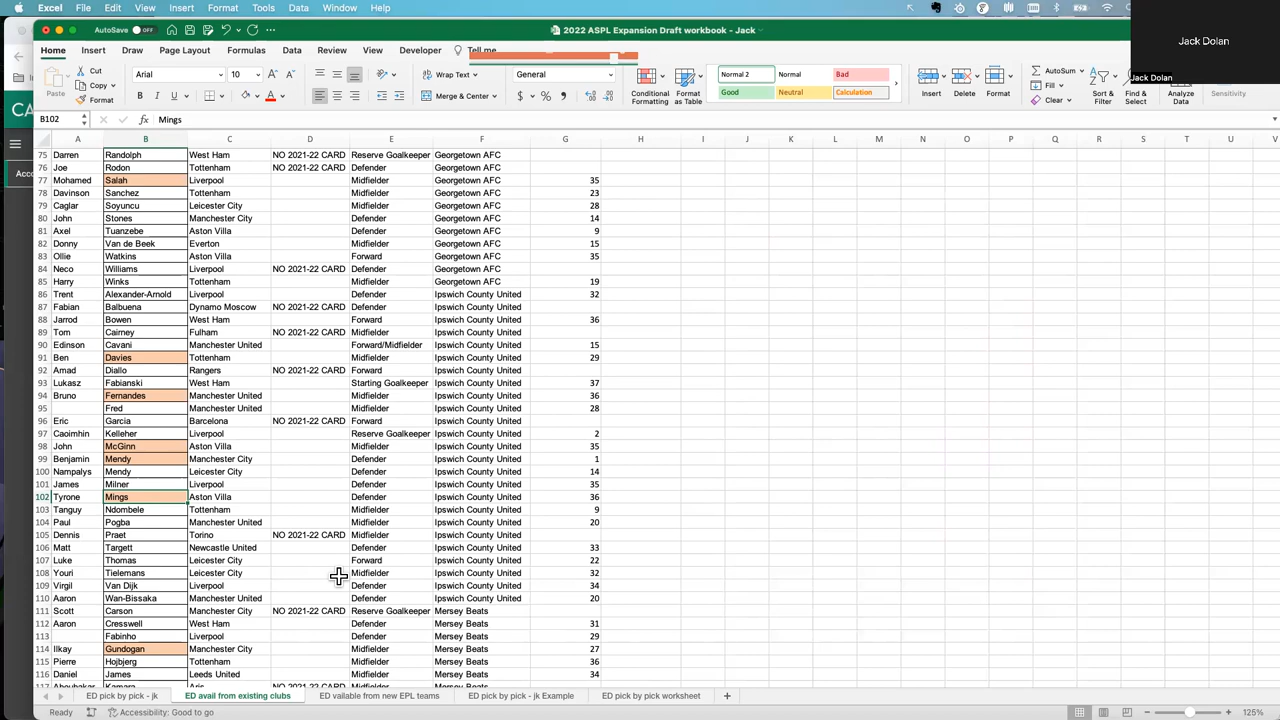 AutoSave OFF 2022 ASPL Expansion Draft workbook - Jack
Jack Dolan
Home Insert Draw Page Layout Formulas Data Review View Developer Tell me
Jack Dolan
Paste Cut Copy Format Arial 10 Wrap Text Merge & Center General Conditional Formatting Format as Table Normal 2 Normal Bad Good Neutral Calculation Insert Delete Format AutoSum Fill Clear Sort & Filter Find & Select Analyze Data Sensitivity
B102 fx Mings
A B C D E F G H I J K L M N O P Q R S T U V
75 Darren Randolph West Ham NO 2021-22 CARD Reserve Goalkeeper Georgetown AFC
76 Joe Rodon Tottenham NO 2021-22 CARD Defender Georgetown AFC
77 Mohamed Salah Liverpool Midfielder Georgetown AFC 35
78 Davinson Sanchez Tottenham Midfielder Georgetown AFC 23
79 Caglar Soyuncu Leicester City Defender Georgetown AFC 28
80 John Stones Manchester City Defender Georgetown AFC 14
81 Axel Tuanzebe Aston Villa Defender Georgetown AFC 9
82 Donny Van de Beek Everton Midfielder Georgetown AFC 15
83 Ollie Watkins Aston Villa Forward Georgetown AFC 35
84 Neco Williams Liverpool NO 2021-22 CARD Defender Georgetown AFC
85 Harry Winks Tottenham Midfielder Georgetown AFC 19
86 Trent Alexander-Arnold Liverpool Defender Ipswich County United 32
87 Fabian Balbuena Dynamo Moscow NO 2021-22 CARD Defender Ipswich County United
88 Jarrod Bowen West Ham Forward Ipswich County United 36
89 Tom Cairney Fulham NO 2021-22 CARD Midfielder Ipswich County United
90 Edinson Cavani Manchester United Forward/Midfielder Ipswich County United 15
91 Ben Davies Tottenham Midfielder Ipswich County United 29
92 Amad Diallo Rangers NO 2021-22 CARD Forward Ipswich County United
93 Lukasz Fabianski West Ham Starting Goalkeeper Ipswich County United 37
94 Bruno Fernandes Manchester United Midfielder Ipswich County United 36
95 Fred Manchester United Midfielder Ipswich County United 28
96 Eric Garcia Barcelona NO 2021-22 CARD Forward Ipswich County United
97 Caoimhin Kelleher Liverpool Reserve Goalkeeper Ipswich County United 2
98 John McGinn Aston Villa Midfielder Ipswich County United 35
99 Benjamin Mendy Manchester City Defender Ipswich County United 1
100 Nampalys Mendy Leicester City Defender Ipswich County United 14
101 James Milner Liverpool Defender Ipswich County United 35
102 Tyrone Mings Aston Villa Defender Ipswich County United 36
103 Tanguy Ndombele Tottenham Midfielder Ipswich County United 9
104 Paul Pogba Manchester United Midfielder Ipswich County United 20
105 Dennis Praet Torino NO 2021-22 CARD Midfielder Ipswich County United
106 Matt Targett Newcastle United Defender Ipswich County United 33
107 Luke Thomas Leicester City Forward Ipswich County United 22
108 Youri Tielemans Leicester City Midfielder Ipswich County United 32
109 Virgil Van Dijk Liverpool Defender Ipswich County United 34
110 Aaron Wan-Bissaka Manchester United Defender Ipswich County United 20
111 Scott Carson Manchester City NO 2021-22 CARD Reserve Goalkeeper Mersey Beats
112 Aaron Cresswell West Ham Defender Mersey Beats 31
113 Fabinho Liverpool Defender Mersey Beats 29
114 Ilkay Gundogan Manchester City Midfielder Mersey Beats 27
115 Pierre Hojbjerg Tottenham Midfielder Mersey Beats 36
116 Daniel James Leeds United Midfielder Mersey Beats 34
ED pick by pick - jk ED avail from existing clubs ED vailable from new EPL teams ED pick by pick - jk Example ED pick by pick worksheet +
Ready Accessibility: Good to go 125%